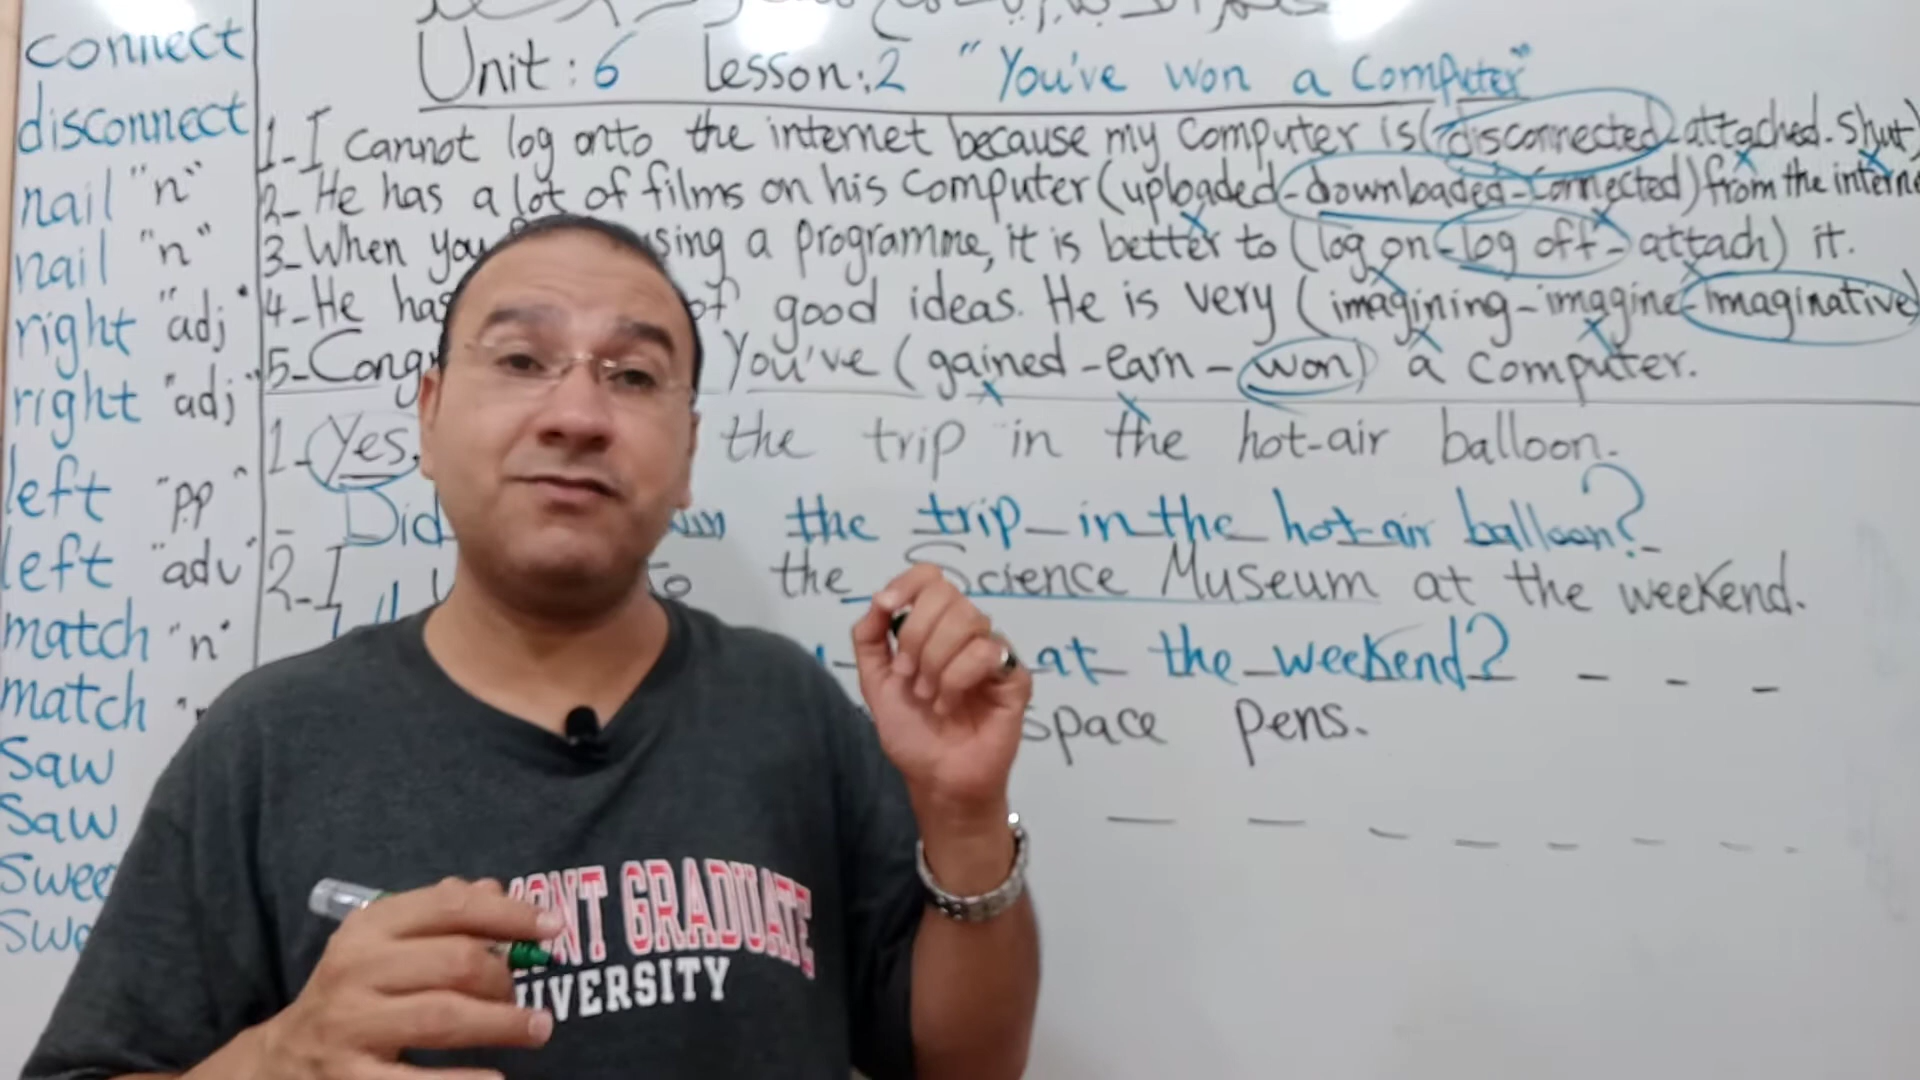 connect
disconnect
nail "n"
nail "n"
right "adj"
right "adj"
left "pp"
left "adv"
match "n"
match
Saw
Saw
Unit: 6 Lesson: 2 "You've won a Computer"
1- I cannot log onto the internet because my computer is (disconnected - attached - shut)
2- He has a lot of films on his computer (uploaded - downloaded - connected) from the
3- When you using a programme, it is better to (log on - log off - attach) it.
4- He has of good ideas. He is very (imagining - imagine - imaginative)
5- You've (gained - earn - won) a computer.
1- Yes, the trip in the hot-air balloon.
Did the trip in the hot-air balloon?
2- I to the Science Museum at the weekend.
at the weekend?
space pens.
GRADUATE